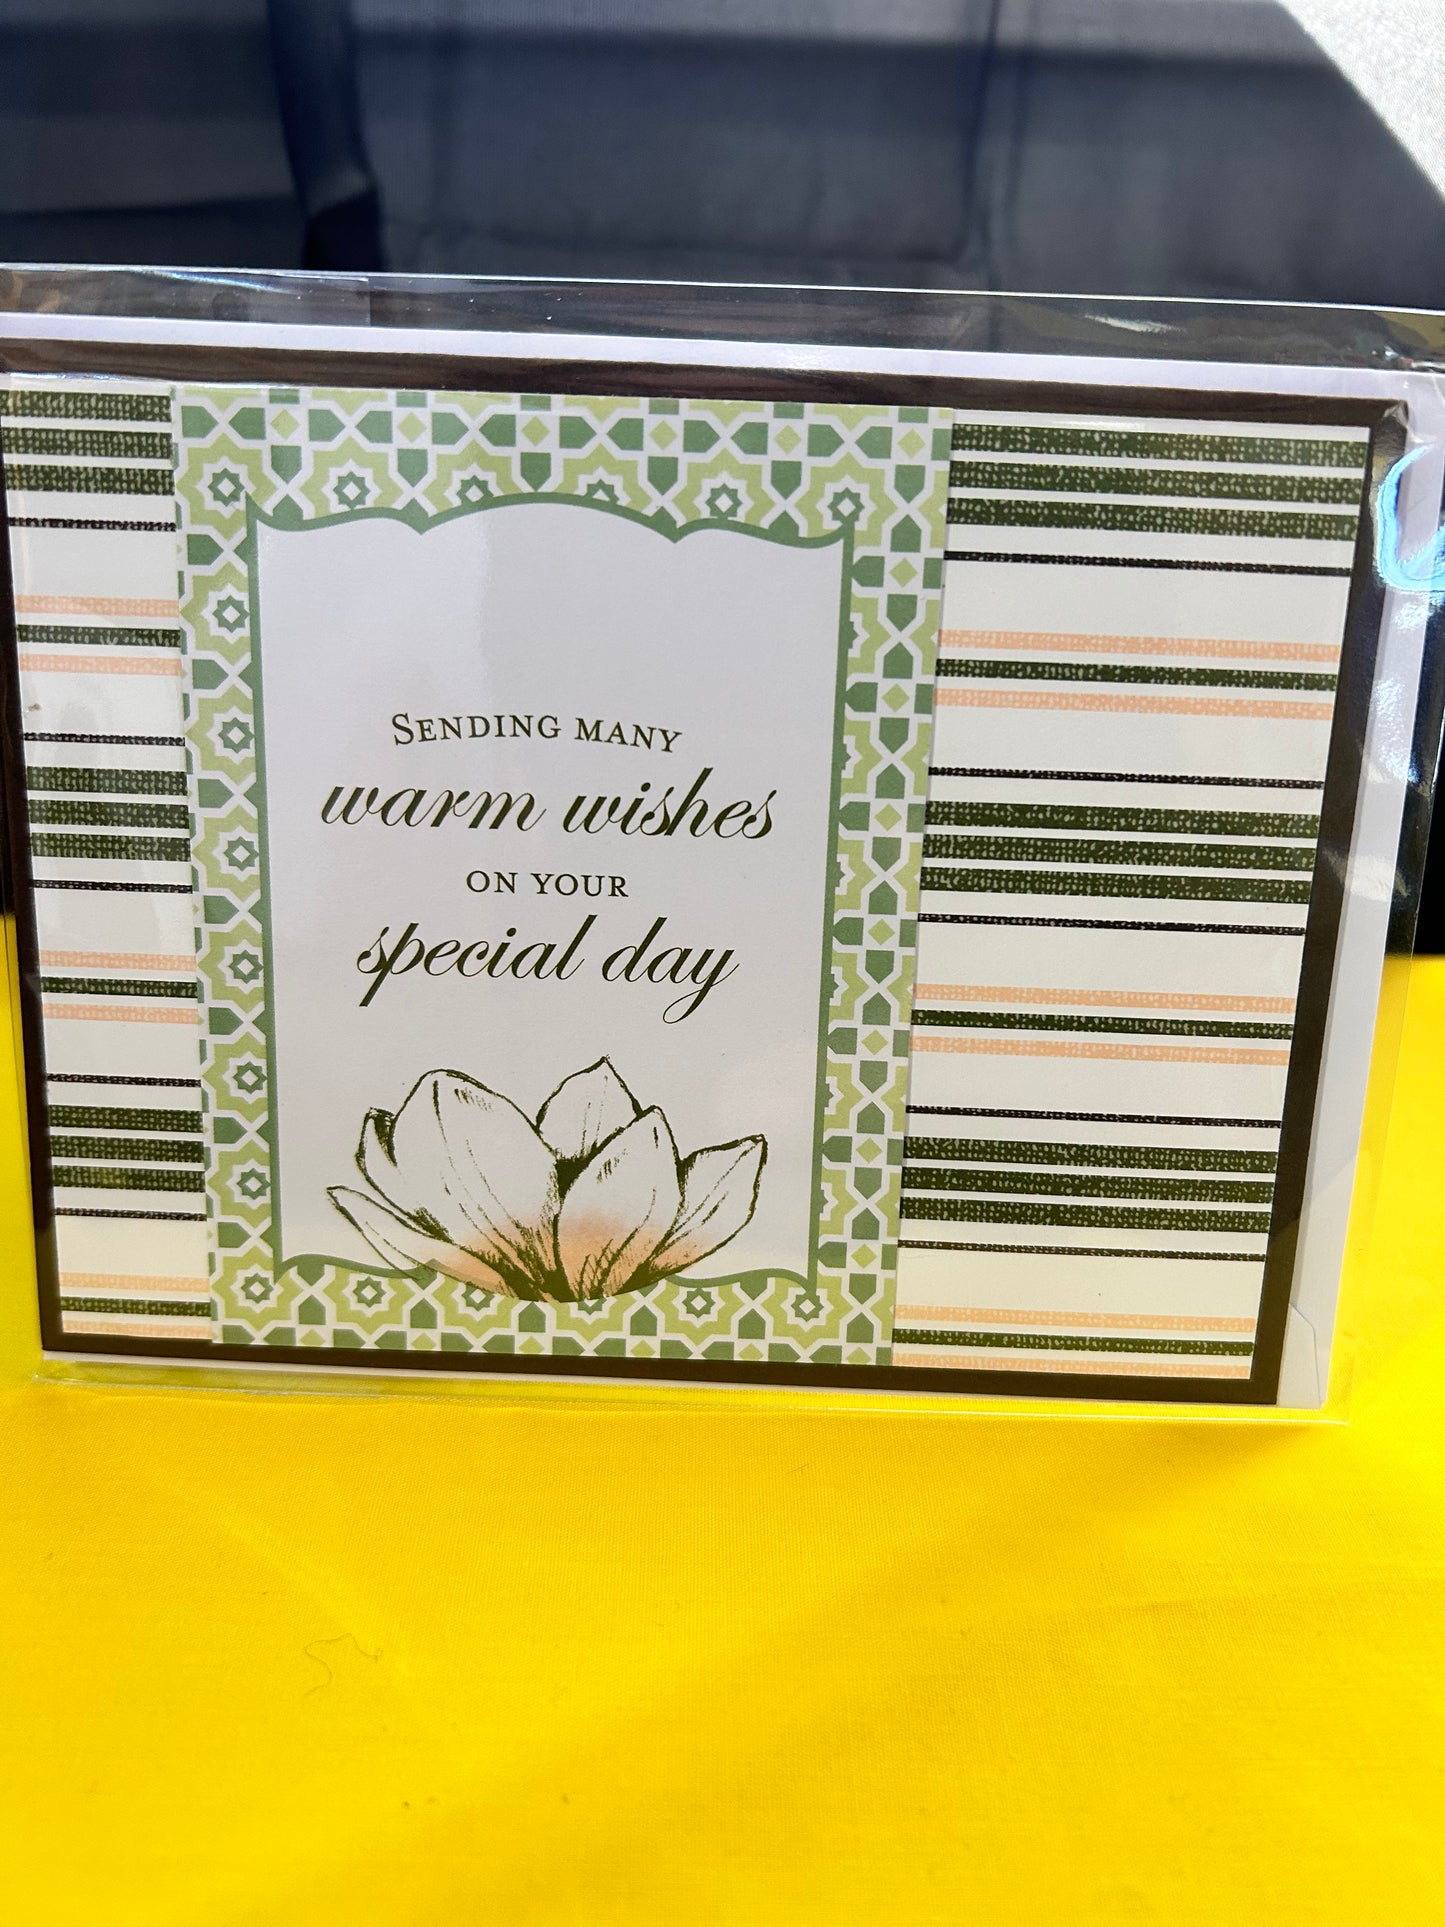 Sending many
warm wishes
on your
special day